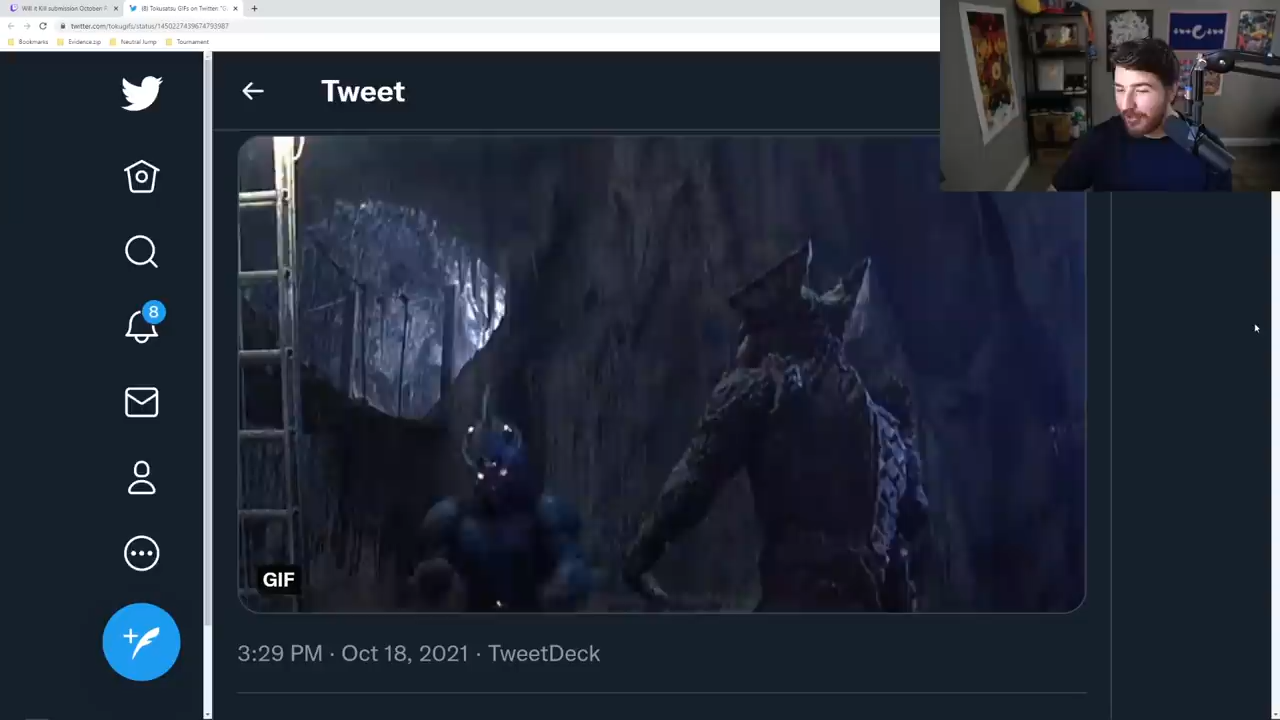 Will it Kill submission October F
(8) Tokusatsu GIFs on Twitter: "G
twitter.com/tokugifs/status/1450227439674793987
Bookmarks
Evidence.zip
Neutral Jump
Tournament
Tweet
8
GIF
3:29 PM · Oct 18, 2021 · TweetDeck